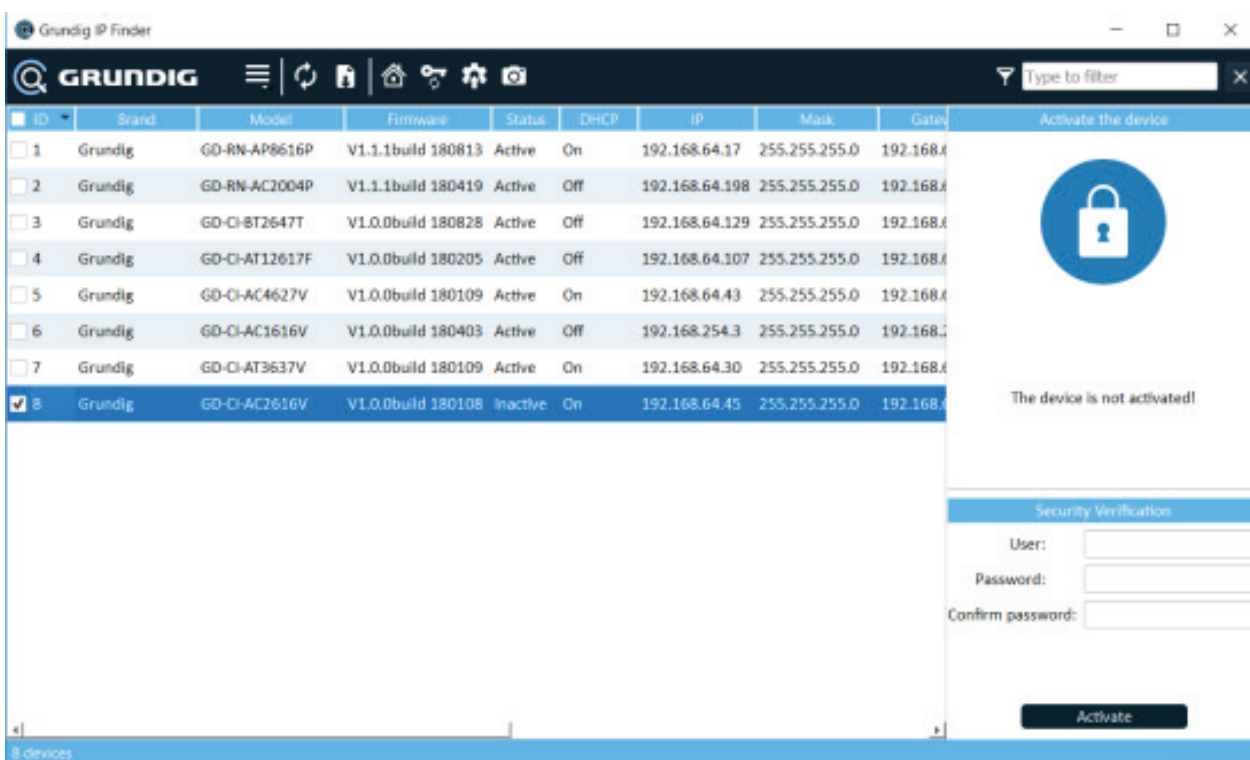 Grundig IP Finder
GRUNDIG
Type to filter
ID Brand Model Firmware Status DHCP IP Mask Activate the device
1 Grundig GD-RN-AP8616P V1.1.1build 180813 Active On 192.168.64.17 255.255.255.0
2 Grundig GD-RN-AC2004P V1.1.1build 180419 Active Off 192.168.64.198 255.255.255.0
3 Grundig GD-CI-BT2647T V1.0.0build 180828 Active Off 192.168.64.129 255.255.255.0
4 Grundig GD-CI-AT12617F V1.0.0build 180205 Active Off 192.168.64.107 255.255.255.0
5 Grundig GD-CI-AC4627V V1.0.0build 180109 Active On 192.168.64.43 255.255.255.0
6 Grundig GD-CI-AC1616V V1.0.0build 180403 Active Off 192.168.254.3 255.255.255.0
7 Grundig GD-CI-AT3637V V1.0.0build 180109 Active On 192.168.64.30 255.255.255.0
8 Grundig GD-CI-AC2616V V1.0.0build 180108 Inactive On 192.168.64.45 255.255.255.0
The device is not activated!
Security Verification
User:
Password:
Confirm password:
Activate
8 devices